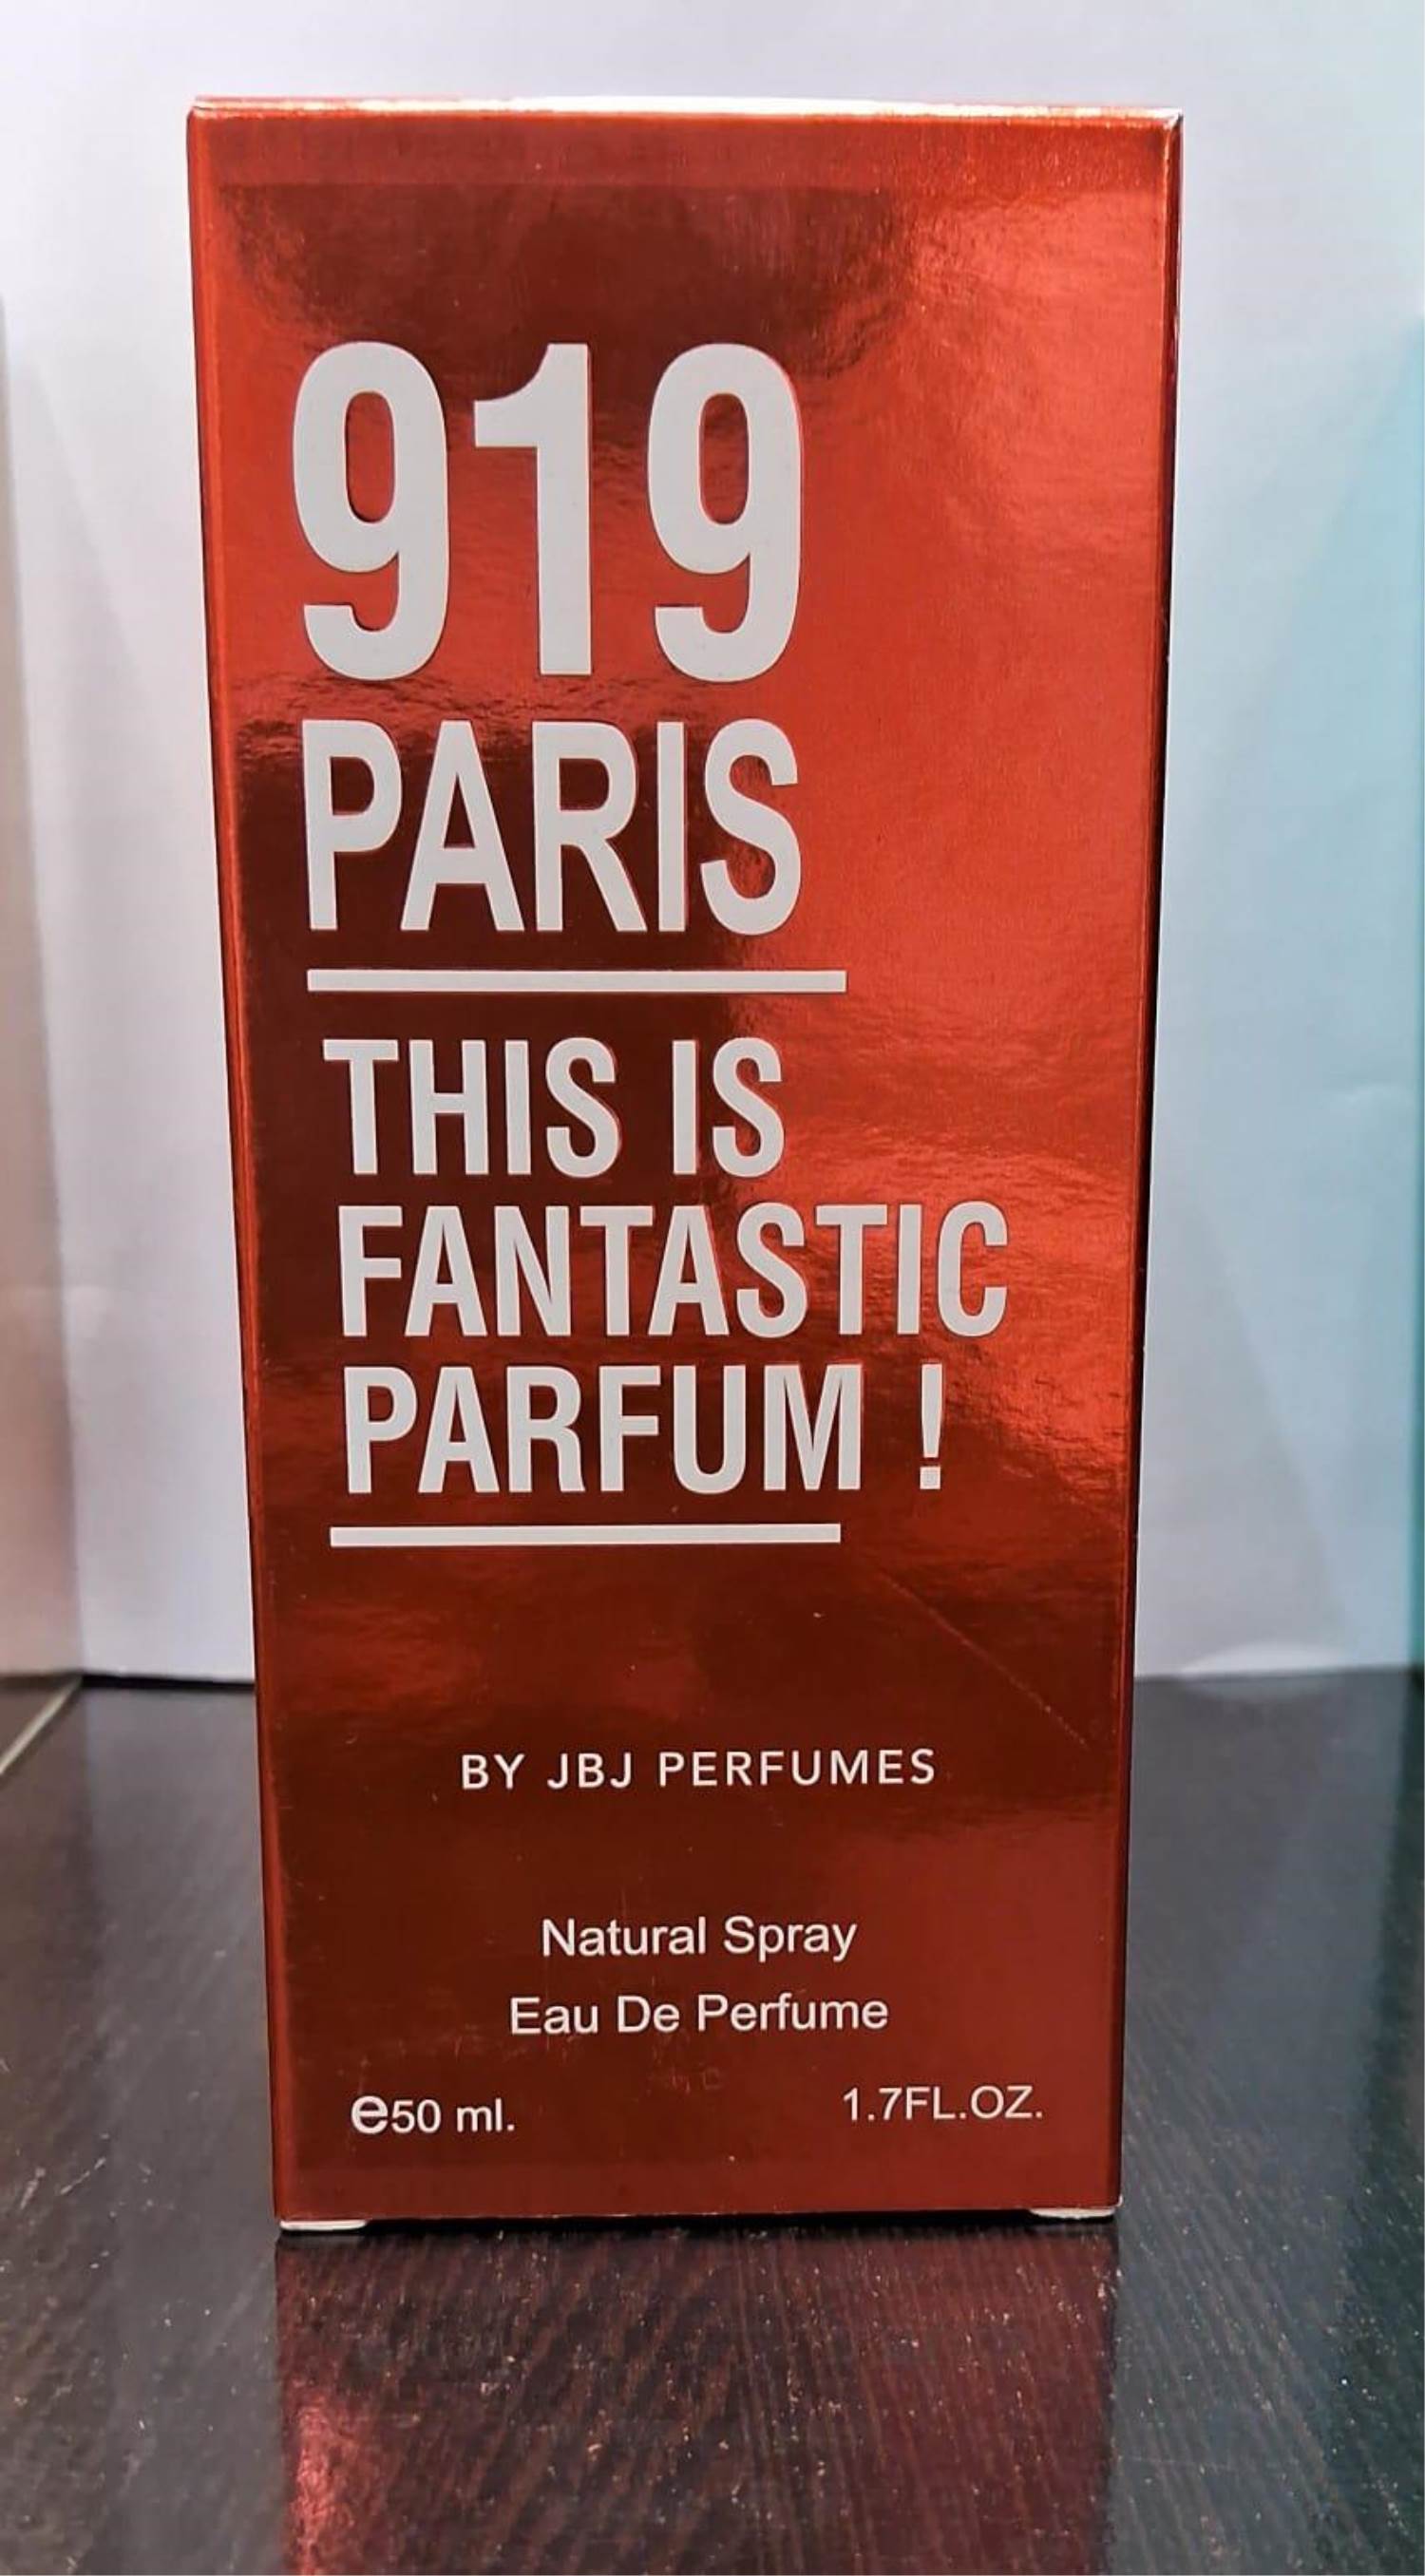 919
PARIS
THIS IS
FANTASTIC
PARFUM !
BY JBJ PERFUMES
Natural Spray
Eau De Perfume
e50 ml. 1.7FL.OZ.